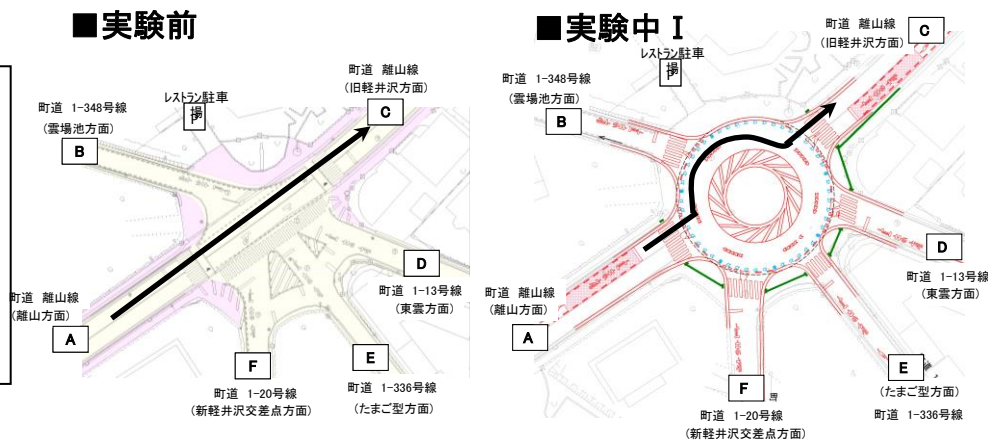 ■実験前
町道 離山線
(旧軽井沢方面)
C
レストラン駐車
場
P
町道 1-348号線
(雲場池方面)
B
D
町道 1-13号線
(東雲方面)
町道 離山線
(離山方面)
A
F
町道 1-20号線
(新軽井沢交差点方面)
E
町道 1-336号線
(たまご型方面)
■実験中Ⅰ
町道 離山線
(旧軽井沢方面)
C
レストラン駐車
場
P
町道 1-348号線
(雲場池方面)
B
D
町道 1-13号線
(東雲方面)
町道 離山線
(離山方面)
A
E
(たまご型方面)
町道 1-336号線
F
町道 1-20号線
(新軽井沢交差点方面)